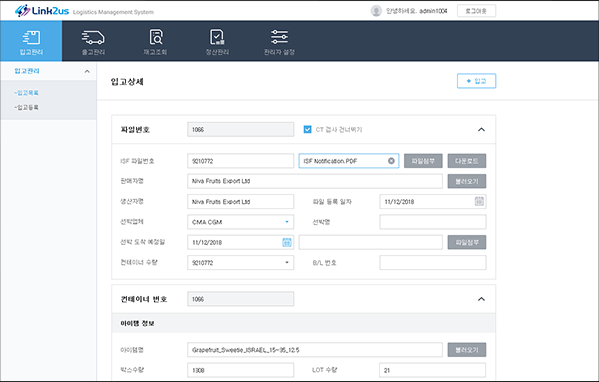 Link2us Logistics Management System
안녕하세요. admin1004 로그아웃
입고관리 출고관리 재고조회 정산관리 관리자 설정
입고관리
-입고목록
-입고등록
입고상세
+ 입고
파일번호 1066 CT 검사 건너뛰기
ISF 파일번호 9210772 ISF Notification.PDF 파일첨부 다운로드
판매자명 Niva Fruits Export Ltd 불러오기
생산자명 Niva Fruits Export Ltd 파일 등록 일자 11/12/2018
선박업체 CMA CGM 선박명
선박 도착 예정일 11/12/2018 파일첨부
컨테이너 수량 9210772 B/L 번호
컨테이너 번호 1066
아이템 정보
아이템명 Grapefruit_Sweetie_ISRAEL_15~35_12.5 불러오기
박스수량 1308 LOT 수량 21